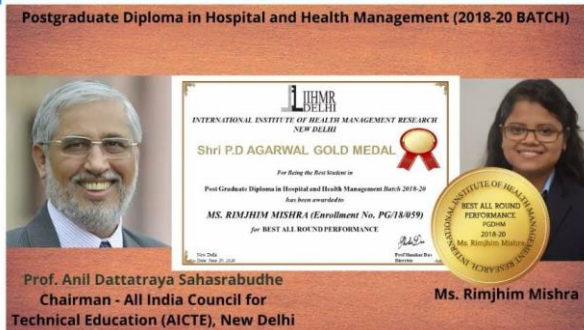 Postgraduate Diploma in Hospital and Health Management (2018-20 BATCH)
IIHMR
DELHI
INTERNATIONAL INSTITUTE OF HEALTH MANAGEMENT RESEARCH
NEW DELHI
Shri P.D AGARWAL GOLD MEDAL
For Being the Best Student in
Post Graduate Diploma in Hospital and Health Management Batch 2018-20
has been awarded to
MS. RIMJHIM MISHRA (Enrollment No. PG/18/059)
for BEST ALL ROUND PERFORMANCE
New Delhi
Director
INTERNATIONAL INSTITUTE OF HEALTH MANAGEMENT RESEARCH
BEST ALL ROUND
PERFORMANCE
PGDHM
2018-20
Ms. Rimjhim Mishra
Prof. Anil Dattatraya Sahasrabudhe
Chairman - All India Council for
Technical Education (AICTE), New Delhi
Ms. Rimjhim Mishra